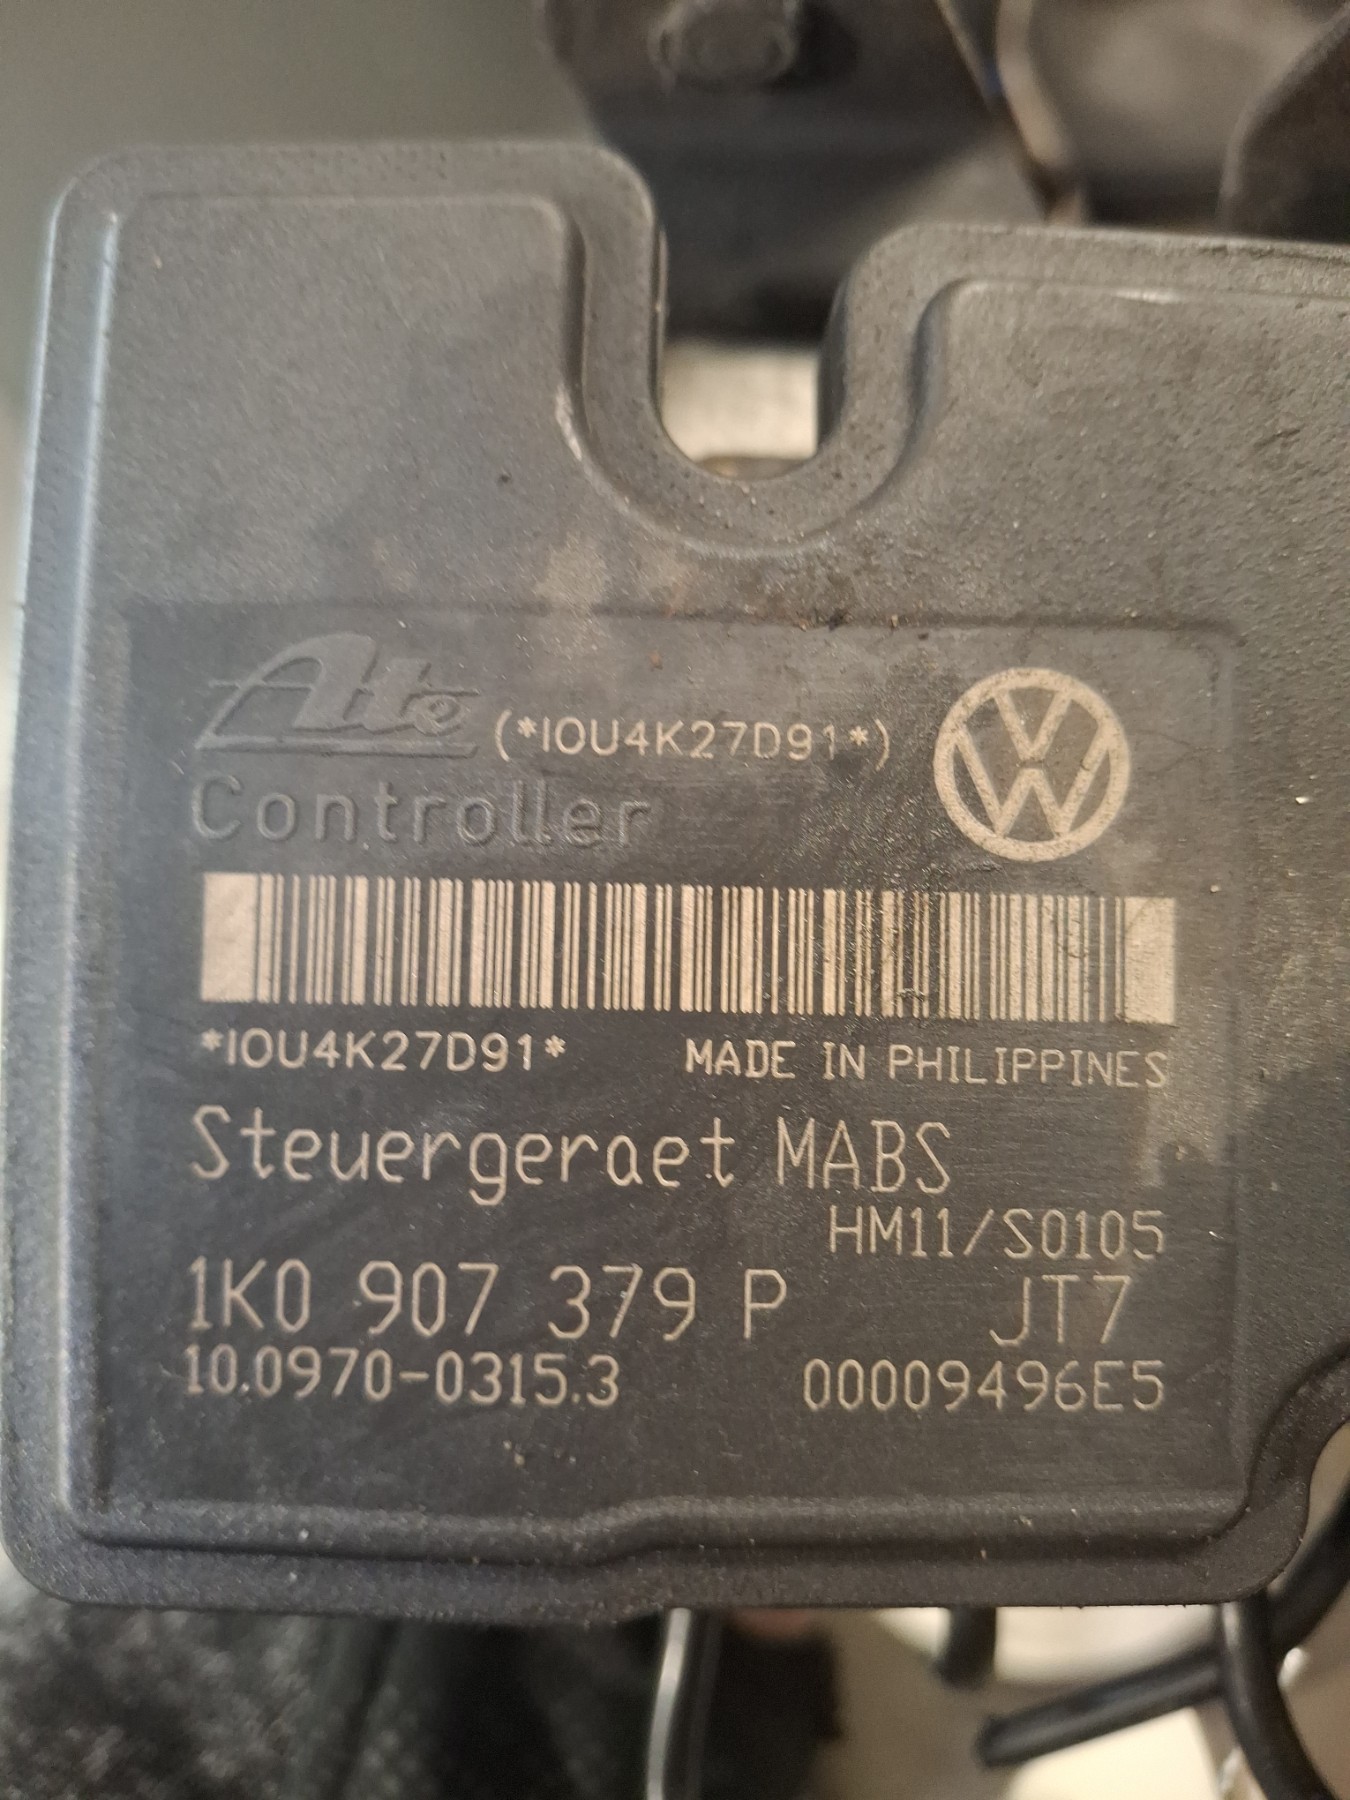 Ate (*IOU4K27D91*) VW
Controller
*IOU4K27D91* MADE IN PHILIPPINES
Steuergeraet MABS
HM11/S0105
1K0 907 379 P JT7
10.0970-0315.3 00009496E5